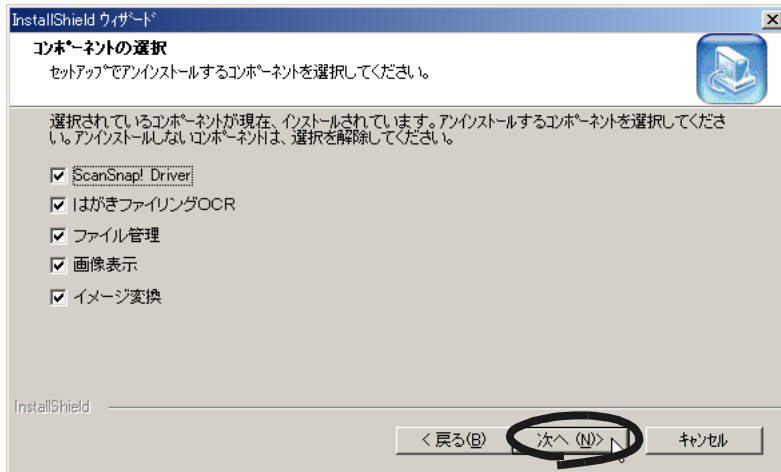 InstallShield ウィザード
コンポーネントの選択
セットアップでアンインストールするコンポーネントを選択してください。
選択されているコンポーネントが現在、インストールされています。アンインストールするコンポーネントを選択してくださ
い。アンインストールしないコンポーネントは、選択を解除してください。
ScanSnap! Driver
はがきファイリングOCR
ファイル管理
画像表示
イメージ変換
InstallShield
< 戻る(B)
次へ (N)>
キャンセル